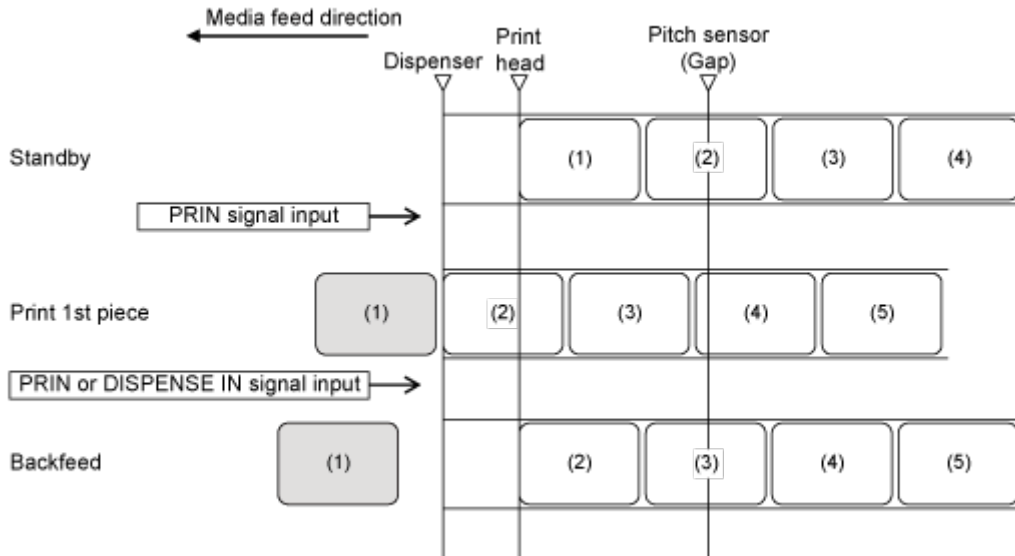 Media feed direction
Dispenser
Print
head
Pitch sensor
(Gap)
Standby
(1)
(2)
(3)
(4)
PRIN signal input
Print 1st piece
(1)
(2)
(3)
(4)
(5)
PRIN or DISPENSE IN signal input
Backfeed
(1)
(2)
(3)
(4)
(5)